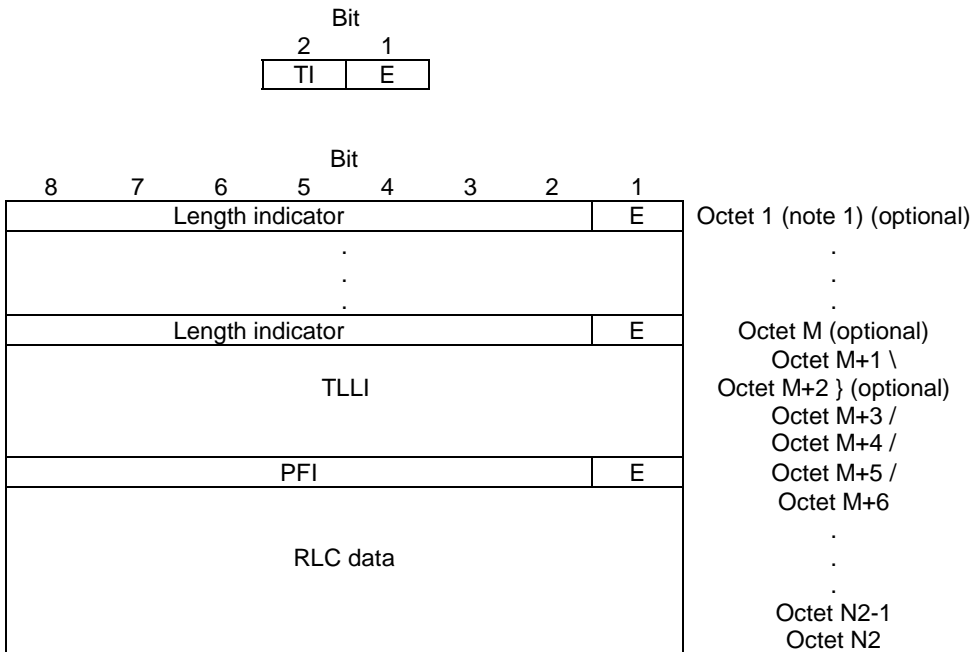 Bit
2 1
TI E
Bit
8 7 6 5 4 3 2 1
Length indicator E Octet 1 (note 1) (optional)
. .
. .
. .
Length indicator E Octet M (optional)
Octet M+1 \
TLLI Octet M+2 } (optional)
Octet M+3 /
Octet M+4 /
PFI E Octet M+5 /
Octet M+6
.
RLC data .
.
Octet N2-1
Octet N2